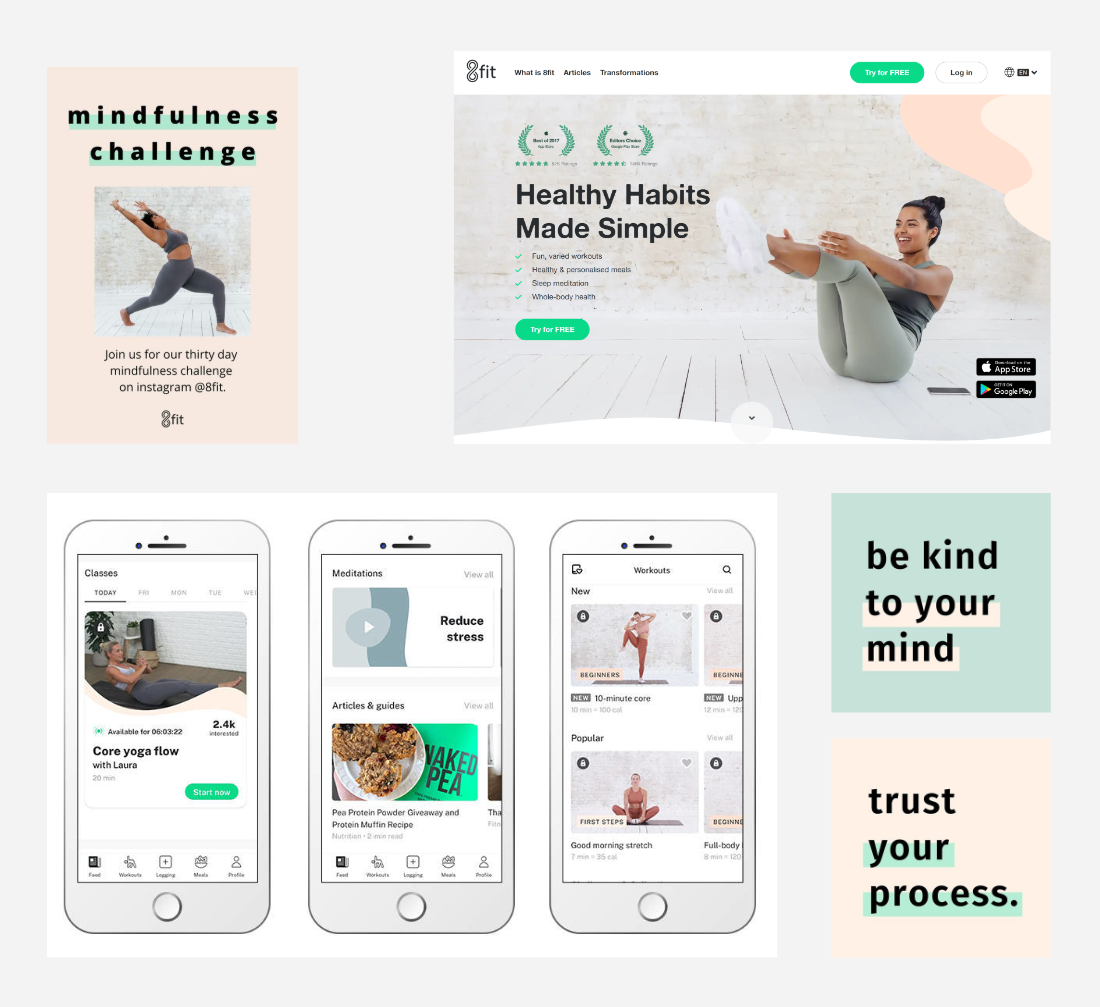 mindfulness
challenge
Join us for our thirty day
mindfulness challenge
on instagram @8fit.
8fit
8fit
What is 8fit Articles Transformations
Try for FREE
Log in
EN
Best of 2017
App Store
Editors Choice
Google Play Store
Ratings
Ratings
Healthy Habits
Made Simple
Fun, varied workouts
Healthy & personalised meals
Sleep meditation
Whole-body health
Try for FREE
Download on the
App Store
GET IT ON
Google Play
Classes
TODAY FRI MON TUE WE
Available for 06:03:22
2.4k
interested
Core yoga flow
with Laura
20 min
Start now
Feed Workouts Logging Meals Profile
Meditations View all
Reduce
stress
Articles & guides View all
NAKED
PEA
Pea Protein Powder Giveaway and
Protein Muffin Recipe
Nutrition • 2-min read
Tha
Fitn
Feed Workouts Logging Meals Profile
Workouts
New View all
BEGINNERS
BEGINNE
NEW 10-minute core
10 min ≈ 100 cal
NEW Upp
12 min ≈ 120
Popular View all
FIRST STEPS
BEGINNE
Good morning stretch
7 min ≈ 35 cal
Full-body
8 min ≈ 120
be kind
to your
mind
trust
your
process.